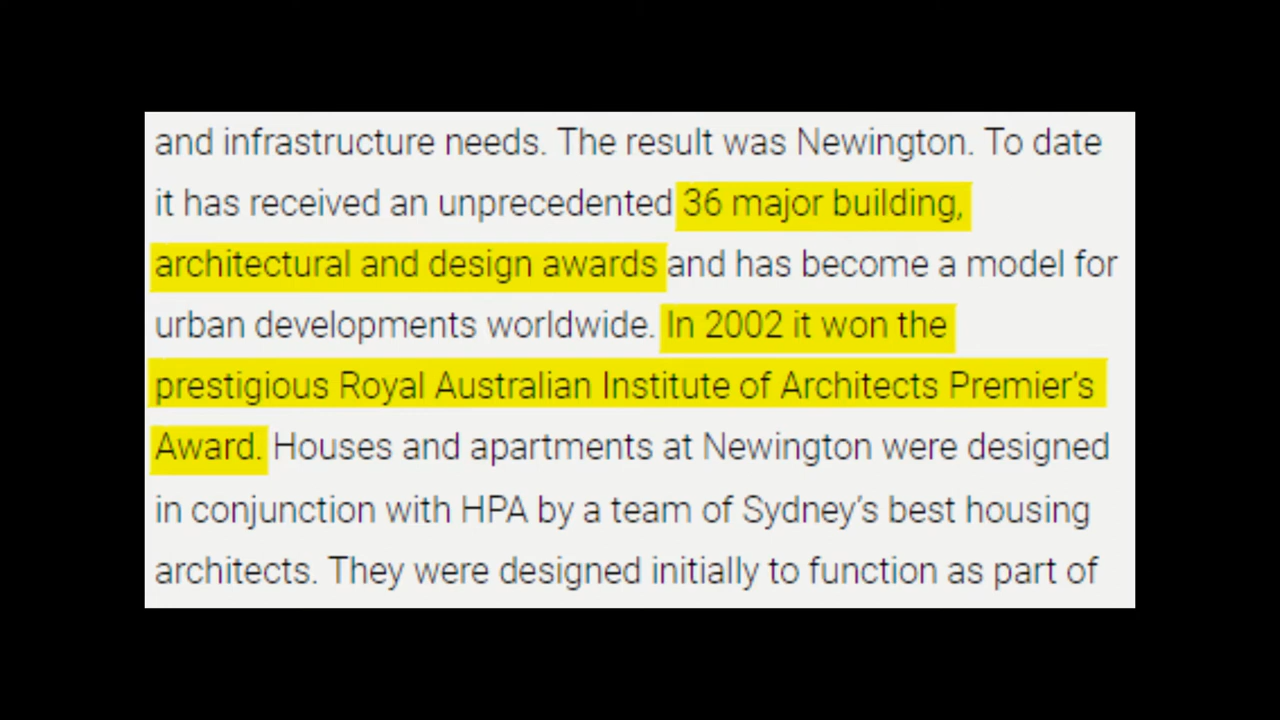 and infrastructure needs. The result was Newington. To date
it has received an unprecedented 36 major building,
architectural and design awards and has become a model for
urban developments worldwide. In 2002 it won the
prestigious Royal Australian Institute of Architects Premier’s
Award. Houses and apartments at Newington were designed
in conjunction with HPA by a team of Sydney’s best housing
architects. They were designed initially to function as part of